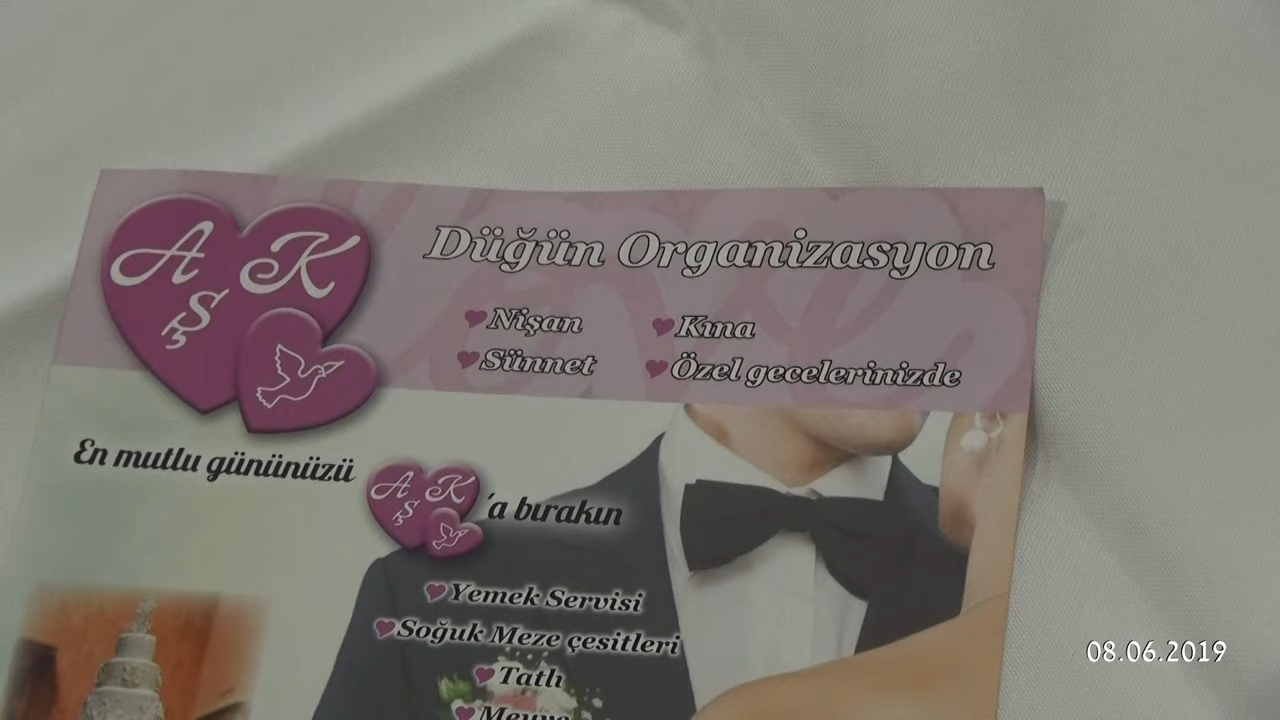 A K
Ş
Düğün Organizasyon
Nişan Kına
Sünnet Özel gecelerinizde
En mutlu gününüzü AŞK 'a bırakın
Yemek Servisi
Soğuk Meze çesitleri
Tatlı
Meyve
08.06.2019